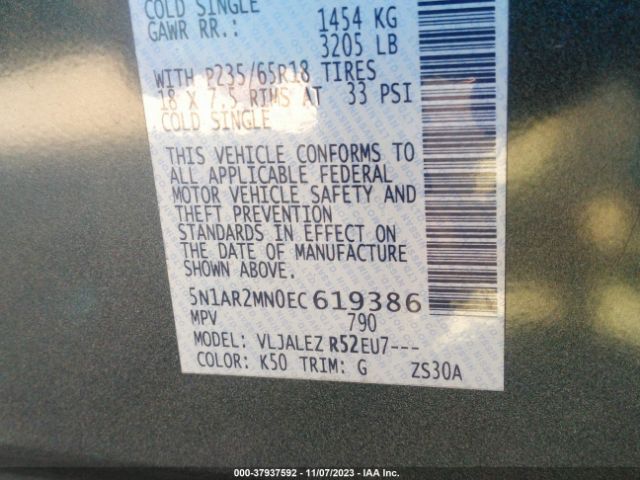 COLD SINGLE
GAWR RR.: 1454 KG
3205 LB
WITH P235/65R18 TIRES
18 X 7.5 RIMS AT 33 PSI
COLD SINGLE
THIS VEHICLE CONFORMS TO
ALL APPLICABLE FEDERAL
MOTOR VEHICLE SAFETY AND
THEFT PREVENTION
STANDARDS IN EFFECT ON
THE DATE OF MANUFACTURE
SHOWN ABOVE.
5N1AR2MN0EC 619386
MPV 790
MODEL: VLJALEZ R52EU7---
COLOR: K50 TRIM: G ZS30A
000-37937592 — 11/07/2023 — IAA Inc.